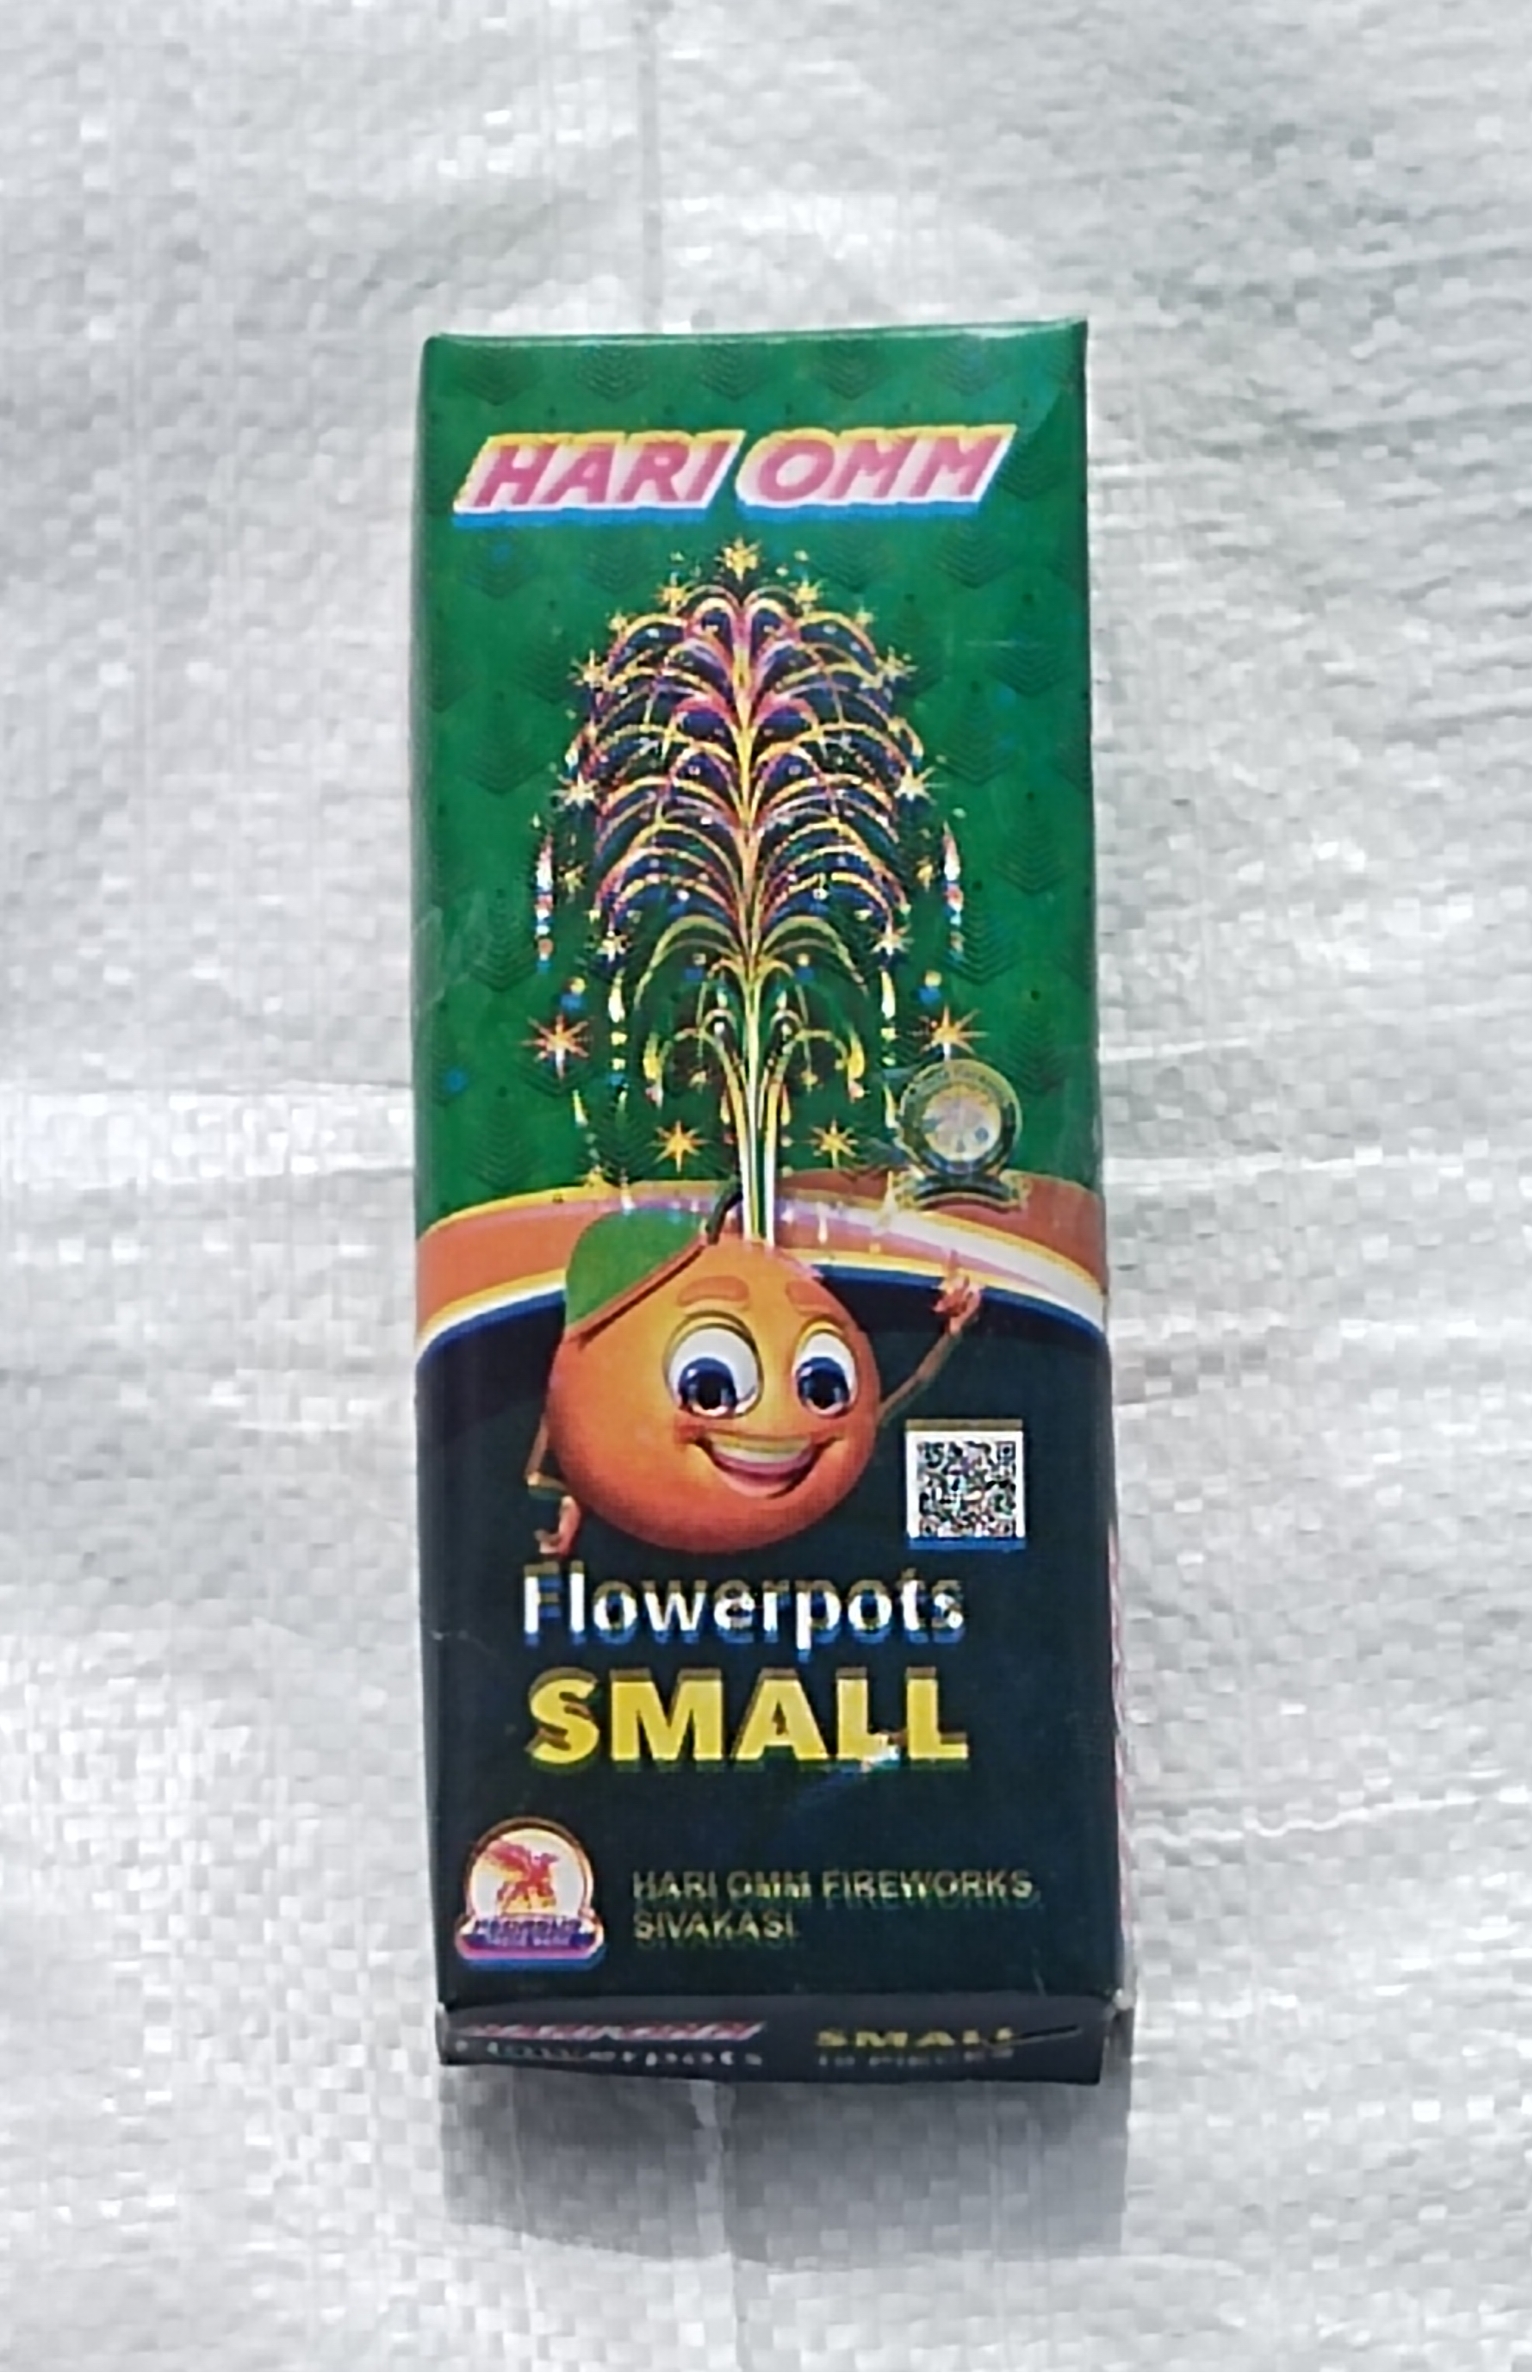 HARI OMM
Flowerpots
SMALL
HARI OMM FIREWORKS,
SIVAKASI.
Flowerpots SMALL